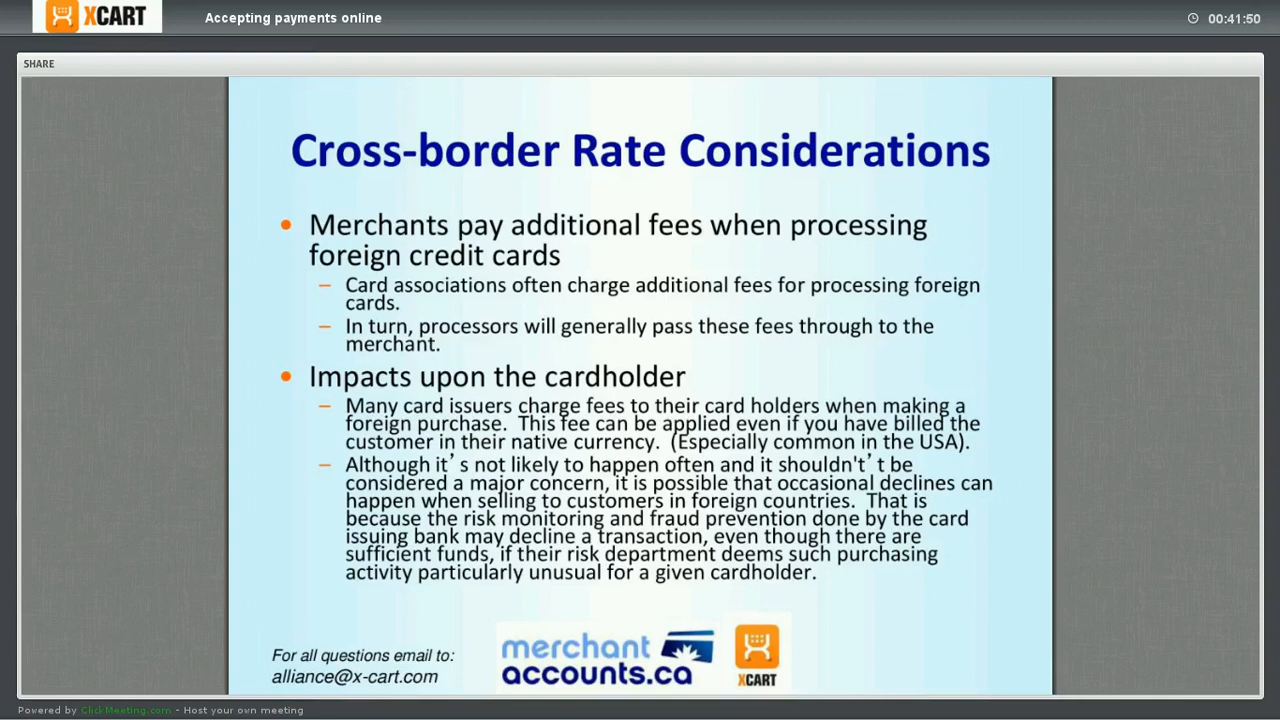 XCART
Accepting payments online
00:41:50
SHARE
Cross-border Rate Considerations
• Merchants pay additional fees when processing
foreign credit cards
– Card associations often charge additional fees for processing foreign
cards.
– In turn, processors will generally pass these fees through to the
merchant.
• Impacts upon the cardholder
– Many card issuers charge fees to their card holders when making a
foreign purchase.  This fee can be applied even if you have billed the
customer in their native currency.  (Especially common in the USA).
– Although it’s not likely to happen often and it shouldn't’t be
considered a major concern, it is possible that occasional declines can
happen when selling to customers in foreign countries.  That is
because the risk monitoring and fraud prevention done by the card
issuing bank may decline a transaction, even though there are
sufficient funds, if their risk department deems such purchasing
activity particularly unusual for a given cardholder.
For all questions email to:
alliance@x-cart.com
merchant
accounts.ca
XCART
Powered by ClickMeeting.com - Host your own meeting